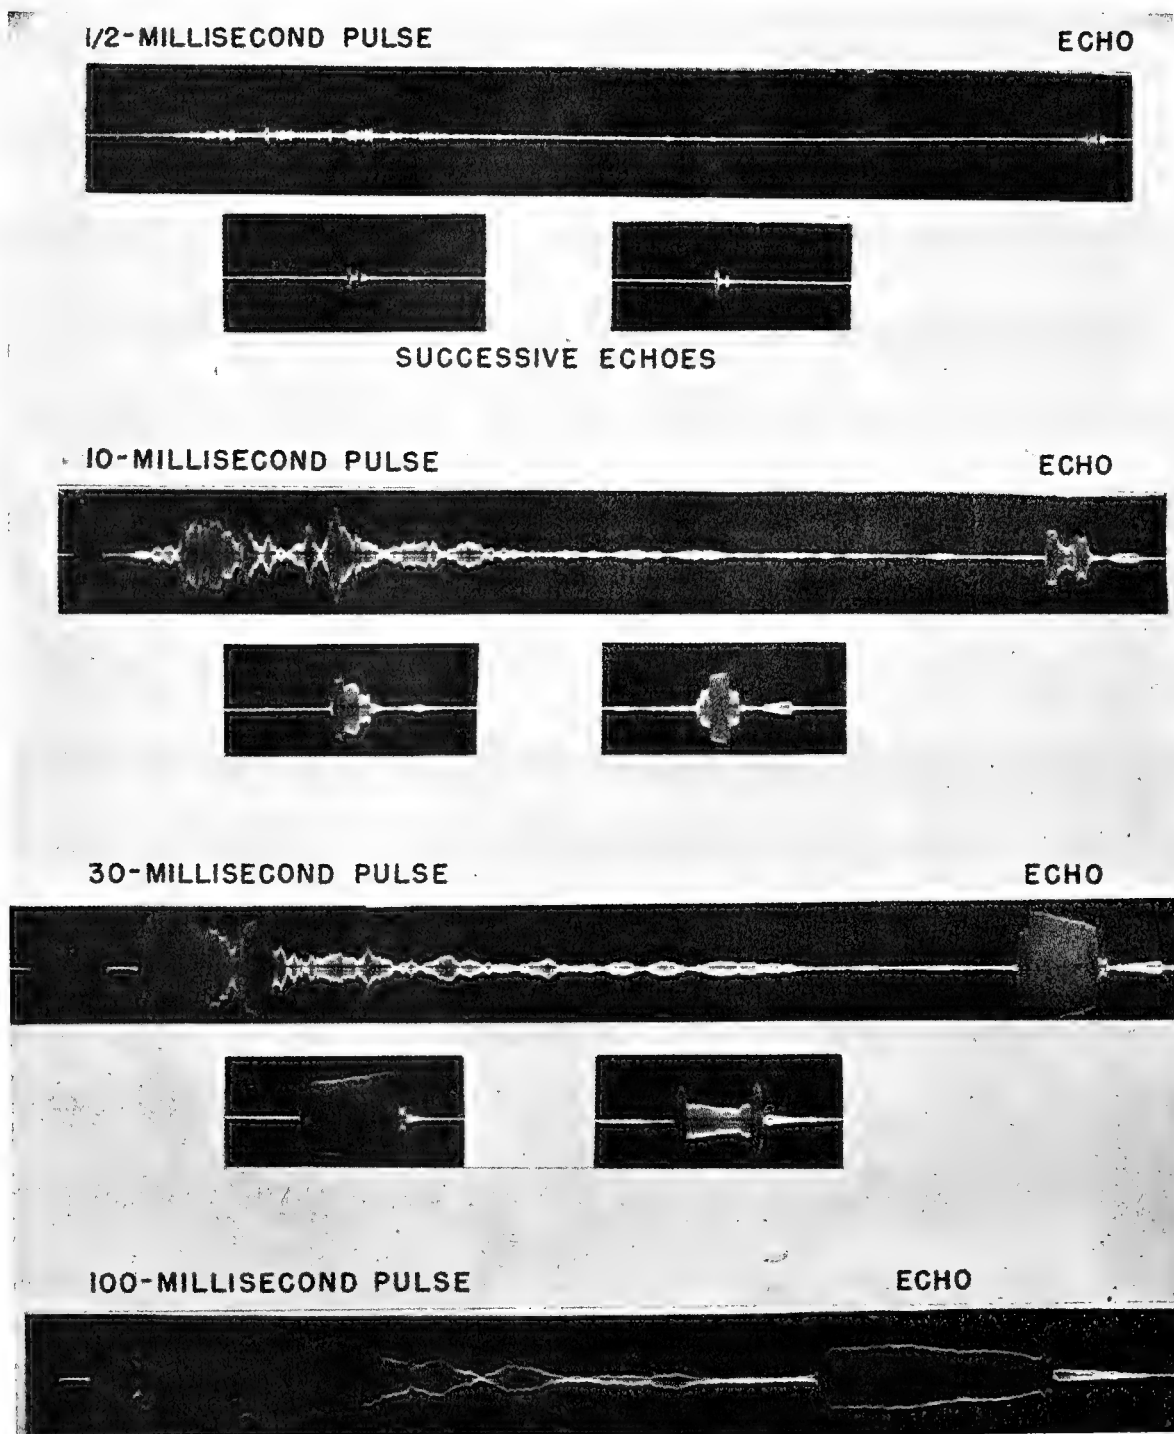 1/2-MILLISECOND PULSE ECHO
SUCCESSIVE ECHOES
10-MILLISECOND PULSE ECHO
30-MILLISECOND PULSE ECHO
100-MILLISECOND PULSE ECHO